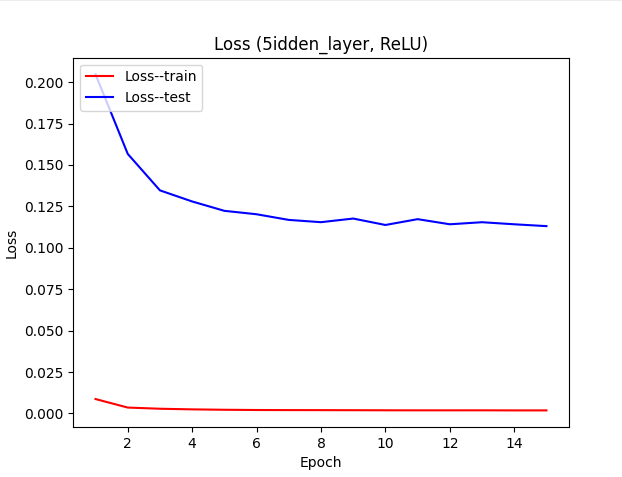 Loss (5idden_layer, ReLU)
Loss--train
Loss--test
0.200
0.175
0.150
0.125
0.100
0.075
0.050
0.025
0.000
Loss
2 4 6 8 10 12 14
Epoch